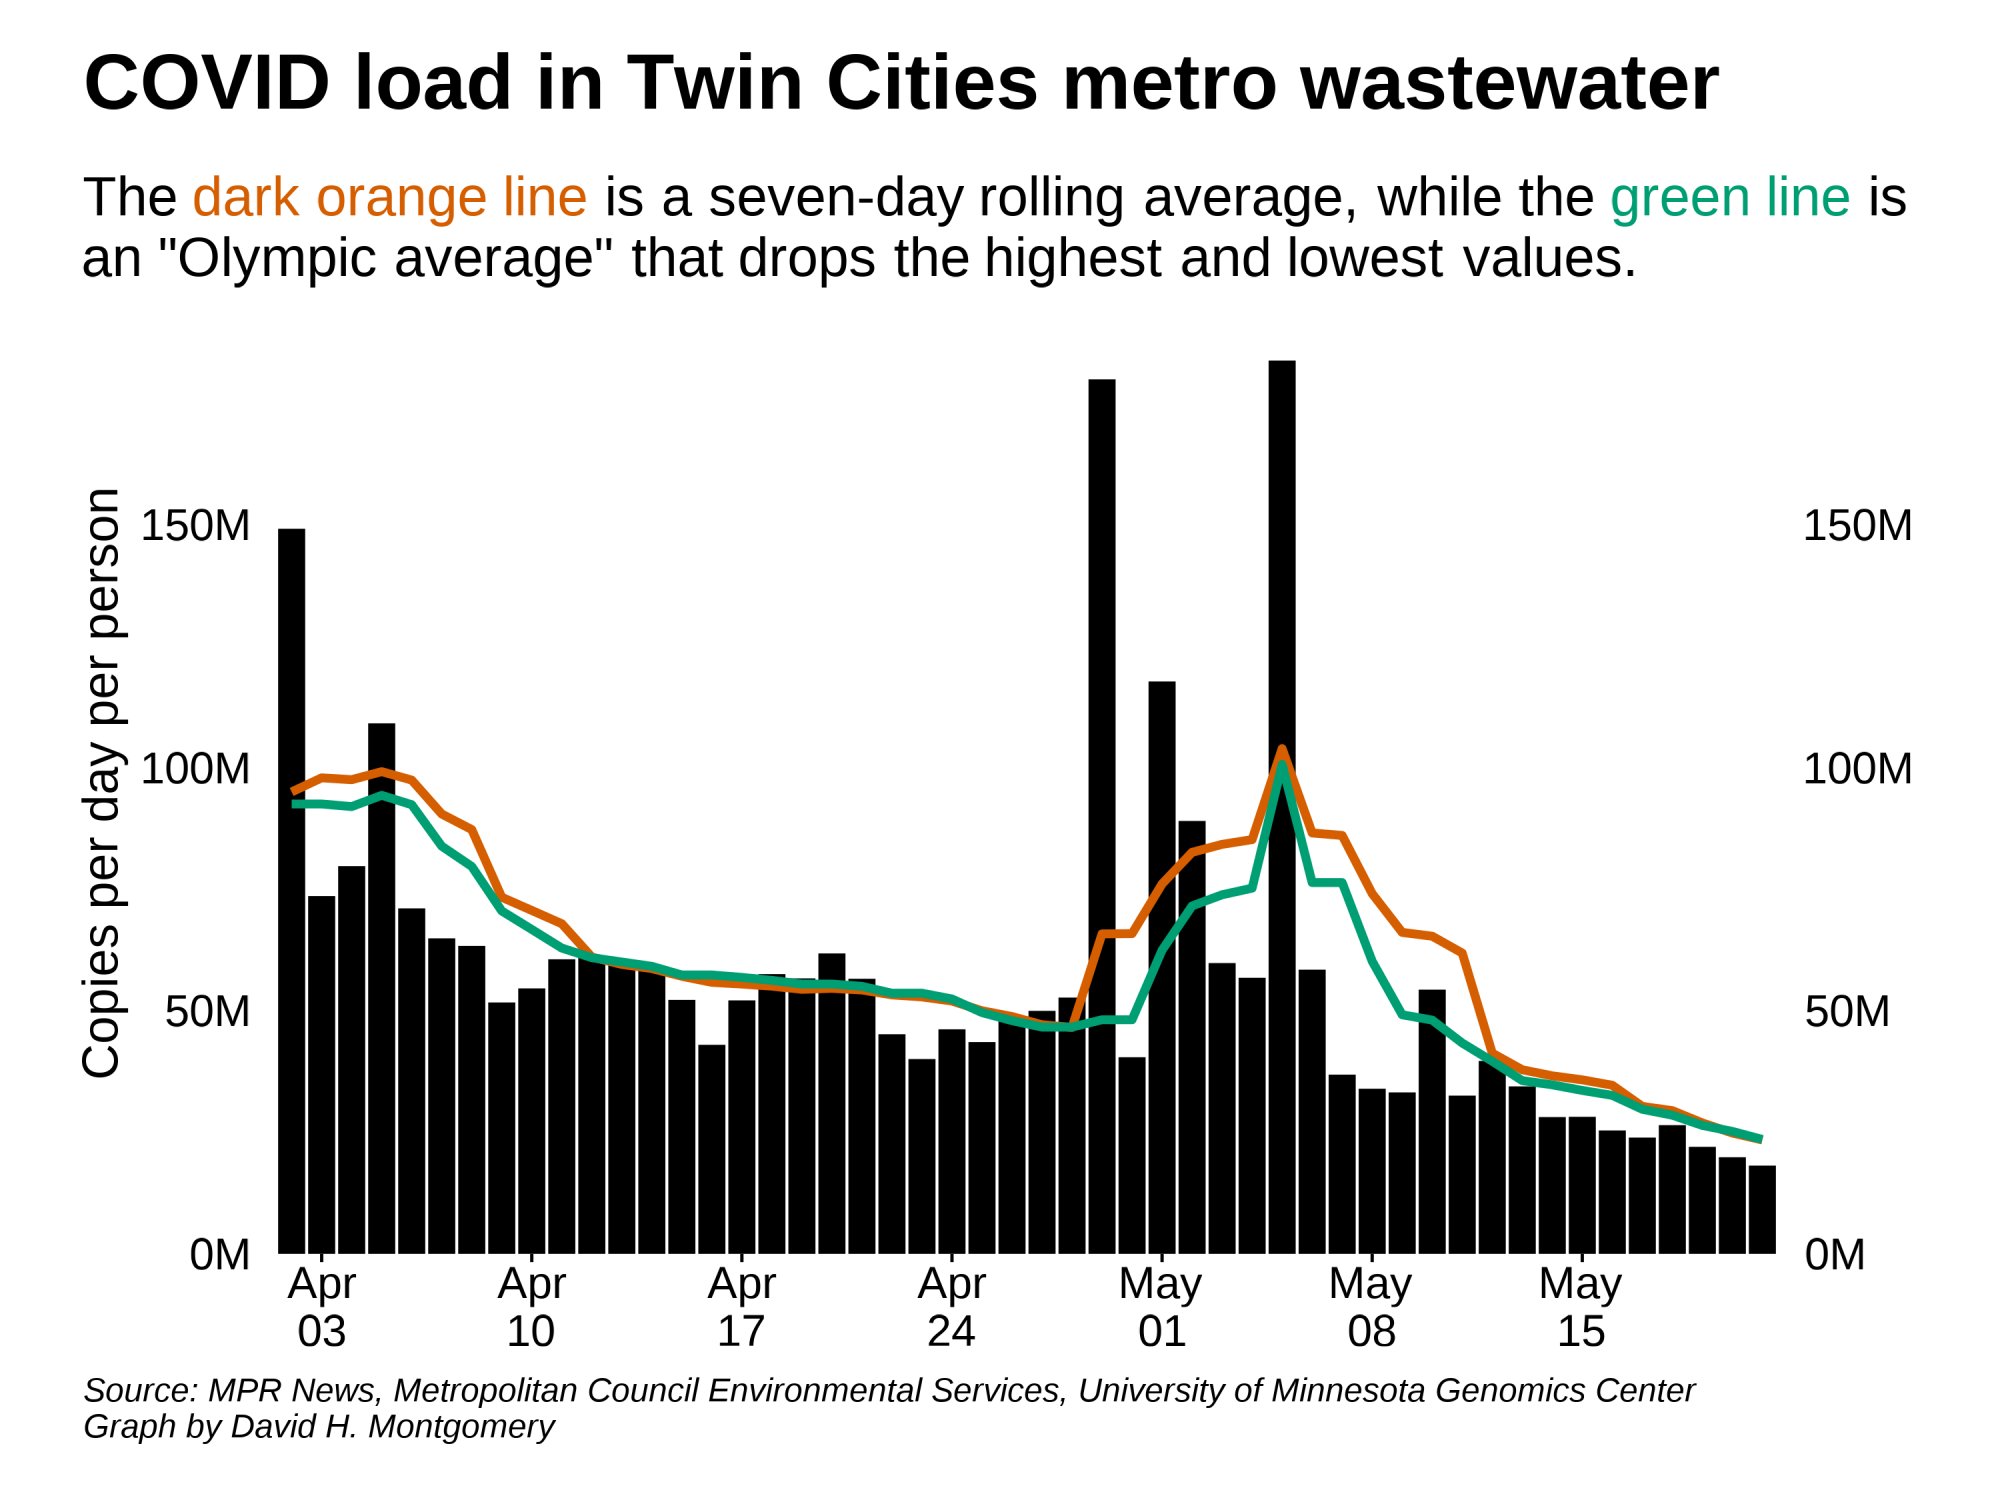 COVID load in Twin Cities metro wastewater
The dark orange line is a seven-day rolling average, while the green line is
an "Olympic average" that drops the highest and lowest values.
Copies per day per person
150M
100M
50M
0M
150M
100M
50M
0M
Apr
03
Apr
10
Apr
17
Apr
24
May
01
May
08
May
15
Source: MPR News, Metropolitan Council Environmental Services, University of Minnesota Genomics Center
Graph by David H. Montgomery